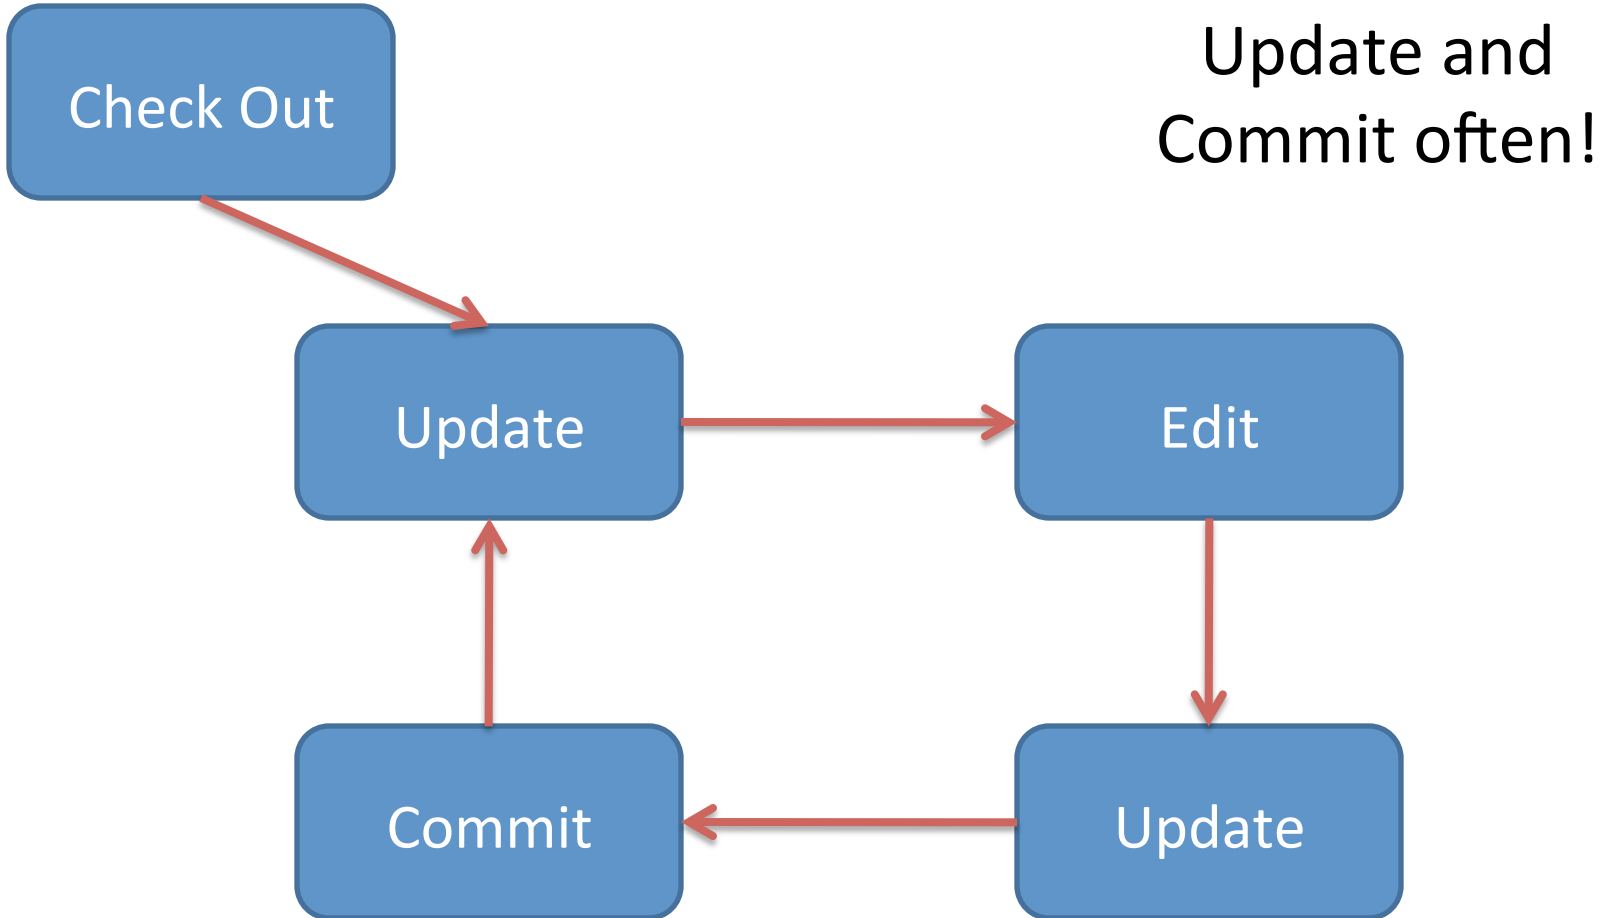 Check Out
Update and
Commit often!
Update
Edit
Commit
Update